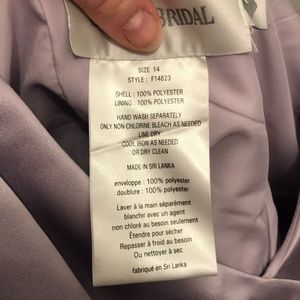 BRIDAL
SIZE 14
STYLE: F14823
SHELL: 100% POLYESTER
LINING: 100% POLYESTER
HAND WASH SEPARATELY
ONLY NON-CHLORINE BLEACH AS NEEDED
LINE DRY
COOL IRON AS NEEDED
OR DRY CLEAN
MADE IN SRI LANKA
enveloppe : 100% polyester
doublure : 100% polyester
Laver à la main séparément
blanchir avec un agent
non chloro au besoin seulement
Étendre pour sécher
Repasser à froid au besoin
Ou nettoyer à sec
fabriqué en Sri Lanka